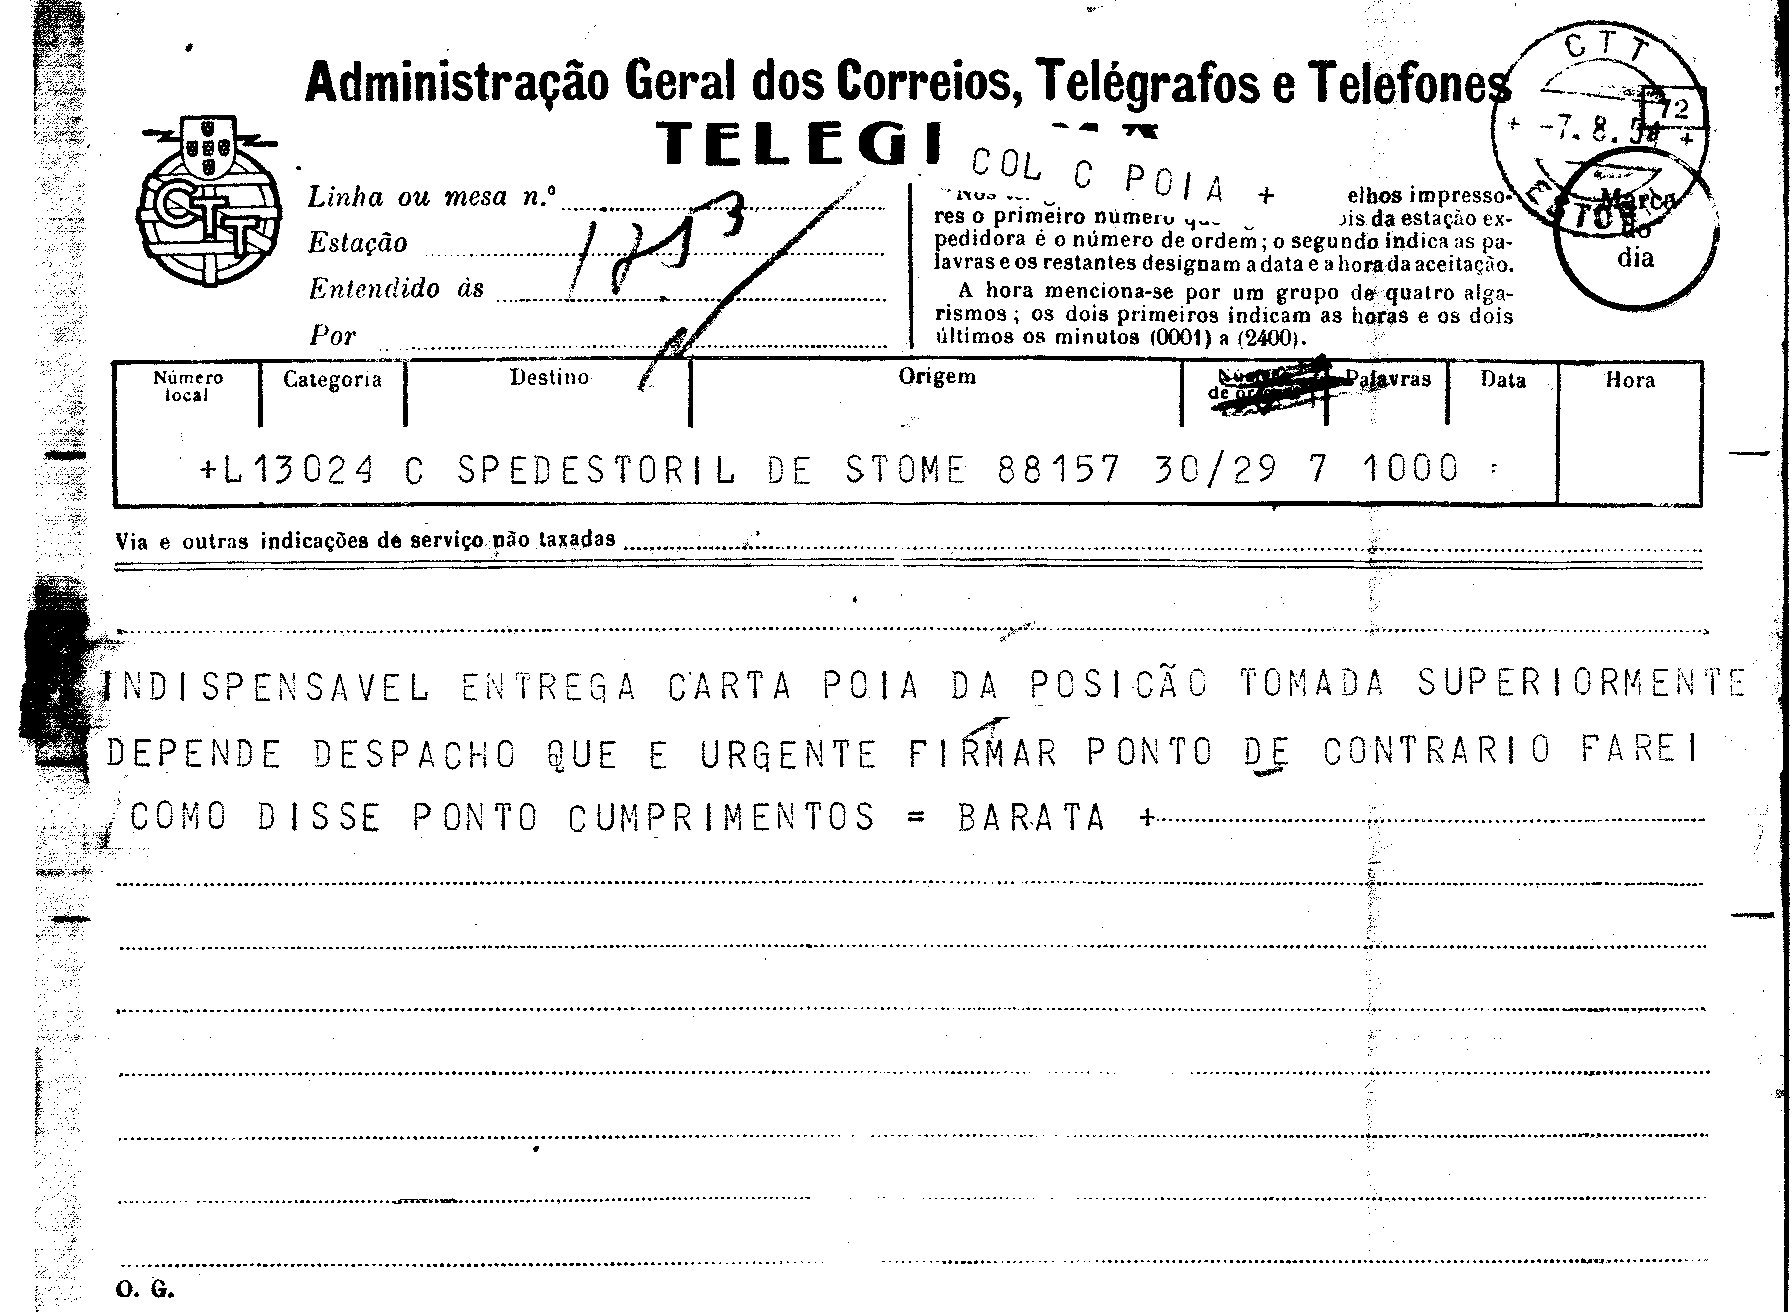 Administração Geral dos Correios, Telégrafos e Telefones
CTT
72
-7. 8. 54
TELEG
COL C POIA +
CTT
Linha ou mesa n.º
Estação
Entendido às
Por
elhos impresso-
res o primeiro número da estação ex-
pedidora é o número de ordem; o segundo indica as pa-
lavras e os restantes designam a data e a hora da aceitação.
A hora menciona-se por um grupo de quatro alga-
rismos; os dois primeiros indicam as horas e os dois
últimos os minutos (0001) a (2400).
Marca
do
dia
Número local Categoria Destino Origem Palavras Data Hora
+L13024 C SPEDESTORIL DE STOME 88157 30/29 7 1000 :
Via e outras indicações de serviço não taxadas
INDISPENSAVEL ENTREGA CARTA POIA DA POSICÃO TOMADA SUPERIORMENTE
DEPENDE DESPACHO QUE E URGENTE FIRMAR PONTO DE CONTRARIO FAREI
COMO DISSE PONTO CUMPRIMENTOS = BARATA +
O. G.